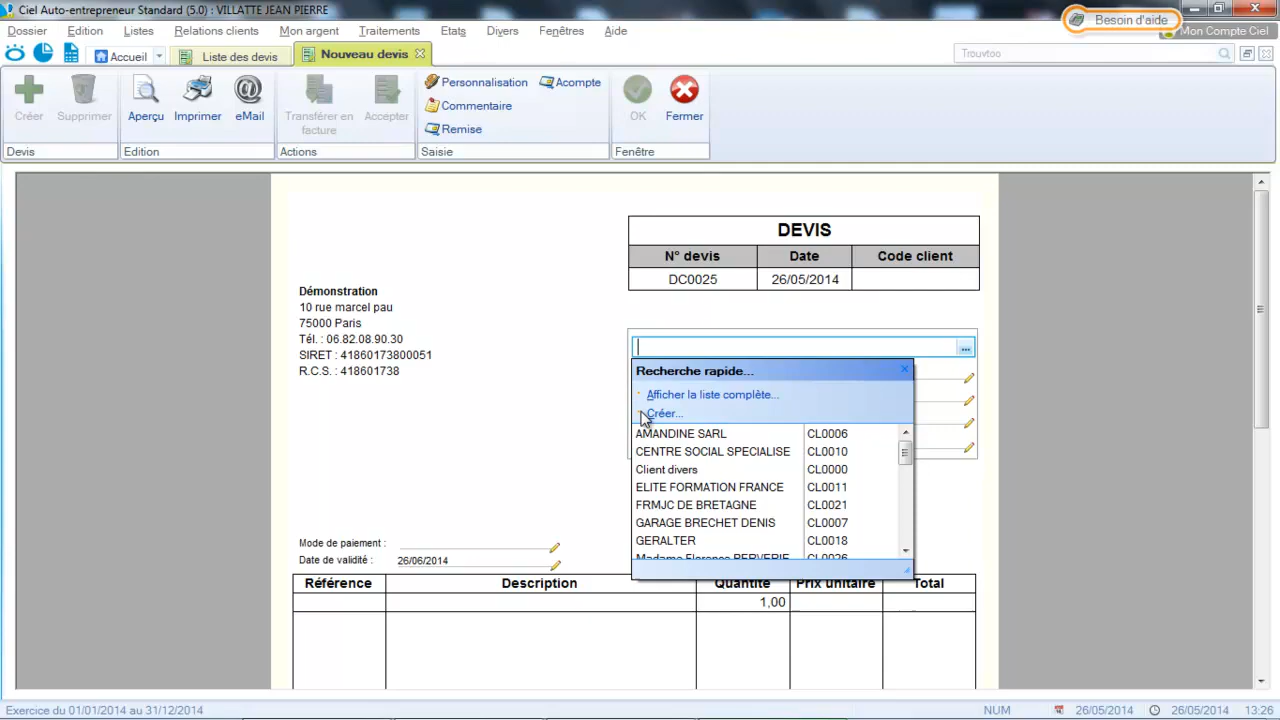 Ciel Auto-entrepreneur Standard (5.0) : VILLATTE JEAN PIERRE
Besoin d'aide
Dossier Edition Listes Relations clients Mon argent Traitements Etats Divers Fenêtres Aide
Mon Compte Ciel
Accueil Liste des devis Nouveau devis
Trouvtoo
Créer Supprimer Aperçu Imprimer eMail Transférer en facture Accepter
Personnalisation Acompte
Commentaire
Remise
OK Fermer
Devis Edition Actions Saisie Fenêtre
DEVIS
N° devis Date Code client
DC0025 26/05/2014
Démonstration
10 rue marcel pau
75000 Paris
Tél. : 06.82.08.90.30
SIRET : 41860173800051
R.C.S. : 418601738
...
Recherche rapide...
Afficher la liste complète...
Créer...
AMANDINE SARL CL0006
CENTRE SOCIAL SPECIALISE CL0010
Client divers CL0000
ELITE FORMATION FRANCE CL0011
FRMJC DE BRETAGNE CL0021
GARAGE BRECHET DENIS CL0007
GERALTER CL0018
Madame Florence PERVERIE CL0026
Mode de paiement :
Date de validité : 26/06/2014
Référence Description Quantité Prix unitaire Total
1,00
Exercice du 01/01/2014 au 31/12/2014 NUM 26/05/2014 26/05/2014 13:26